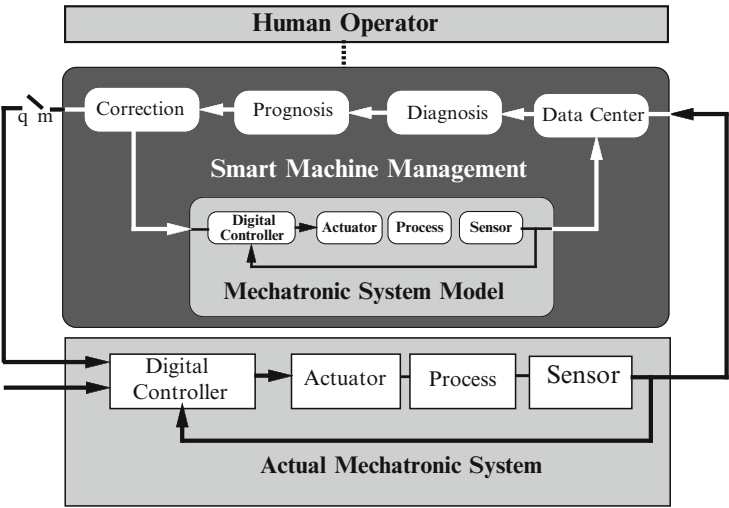 Human Operator
Correction
Prognosis
Diagnosis
Data Center
q m
Smart Machine Management
Digital
Controller
Actuator
Process
Sensor
Mechatronic System Model
Digital
Controller
Actuator
Process
Sensor
Actual Mechatronic System